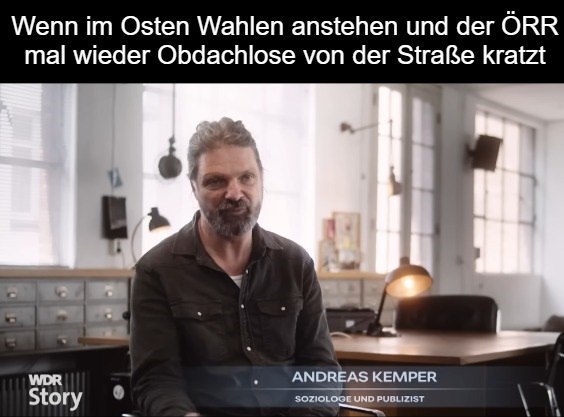 Wenn im Osten Wahlen anstehen und der ÖRR
mal wieder Obdachlose von der Straße kratzt
ANDREAS KEMPER
SOZIOLOGE UND PUBLIZIST
WDR
Story